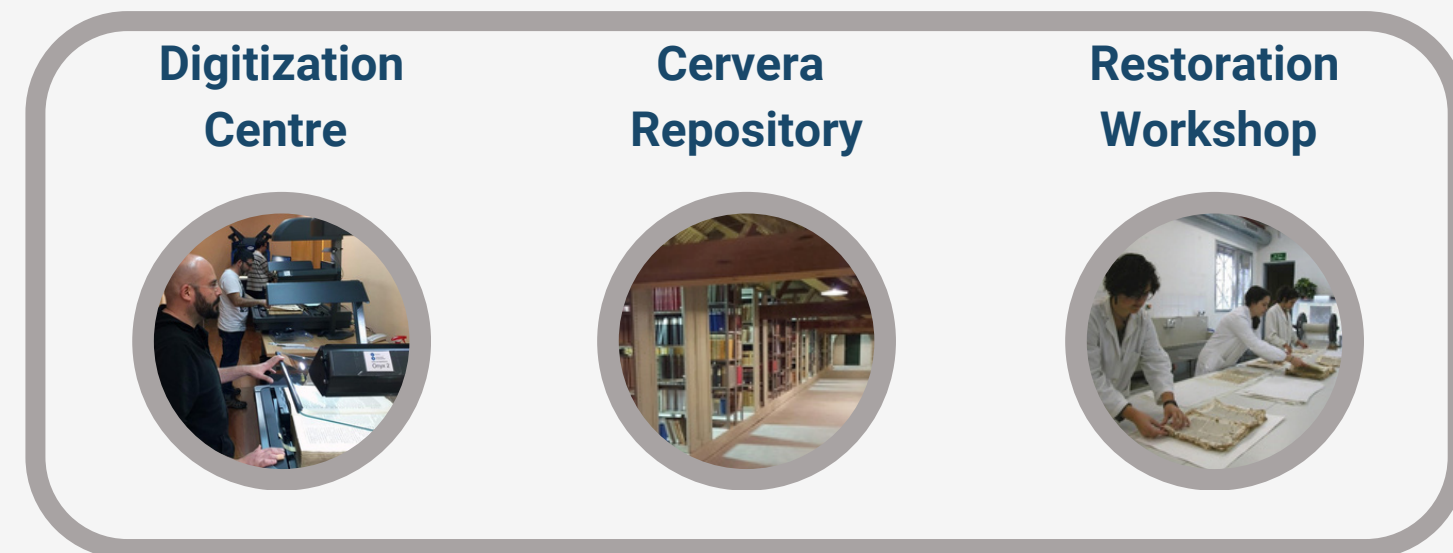 Digitization
Centre
Cervera
Repository
Restoration
Workshop